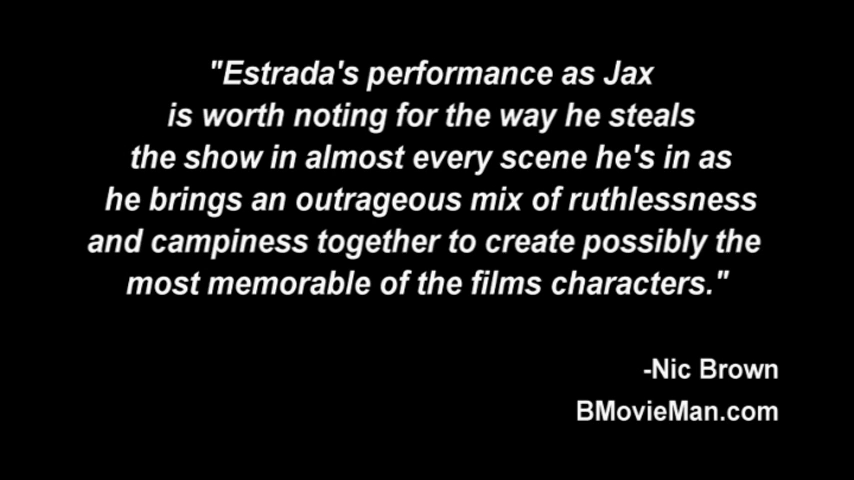 "Estrada's performance as Jax
is worth noting for the way he steals
the show in almost every scene he's in as
he brings an outrageous mix of ruthlessness
and campiness together to create possibly the
most memorable of the films characters."
-Nic Brown
BMovieMan.com